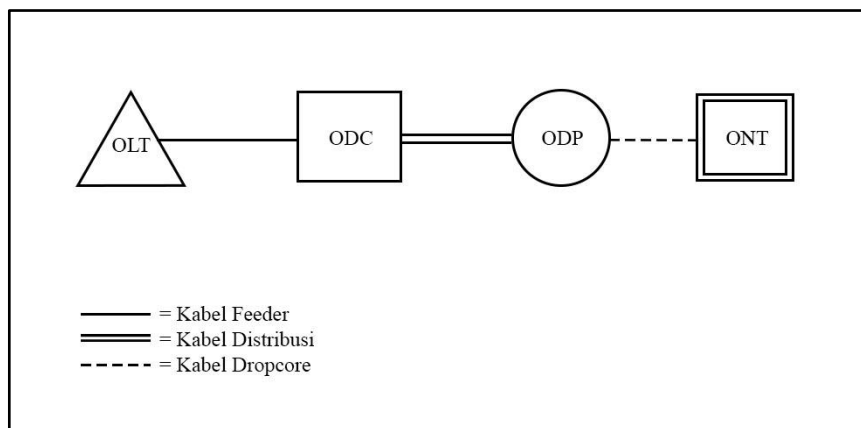 OLT
ODC
ODP
ONT
= Kabel Feeder
= Kabel Distribusi
= Kabel Dropcore